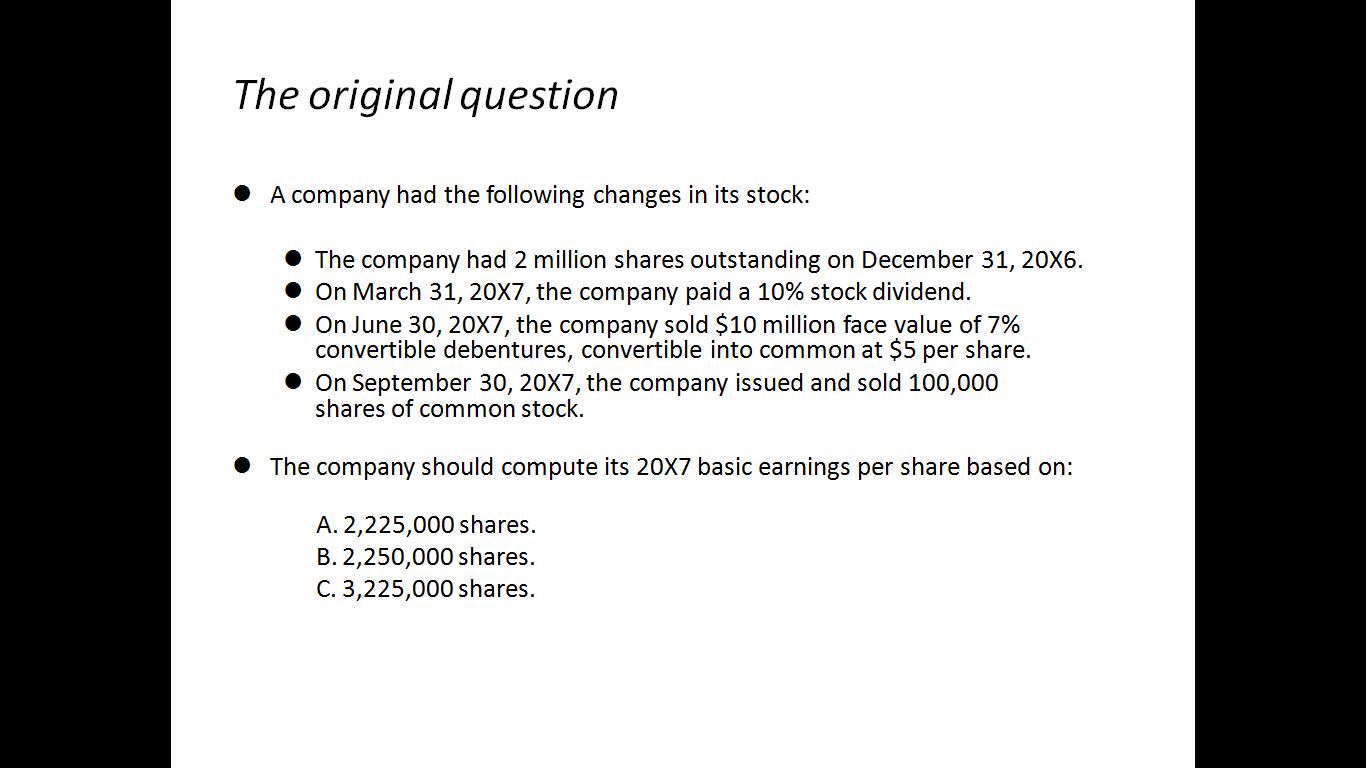 The original question
● A company had the following changes in its stock:
● The company had 2 million shares outstanding on December 31, 20X6.
● On March 31, 20X7, the company paid a 10% stock dividend.
● On June 30, 20X7, the company sold $10 million face value of 7%
convertible debentures, convertible into common at $5 per share.
● On September 30, 20X7, the company issued and sold 100,000
shares of common stock.
● The company should compute its 20X7 basic earnings per share based on:
A. 2,225,000 shares.
B. 2,250,000 shares.
C. 3,225,000 shares.